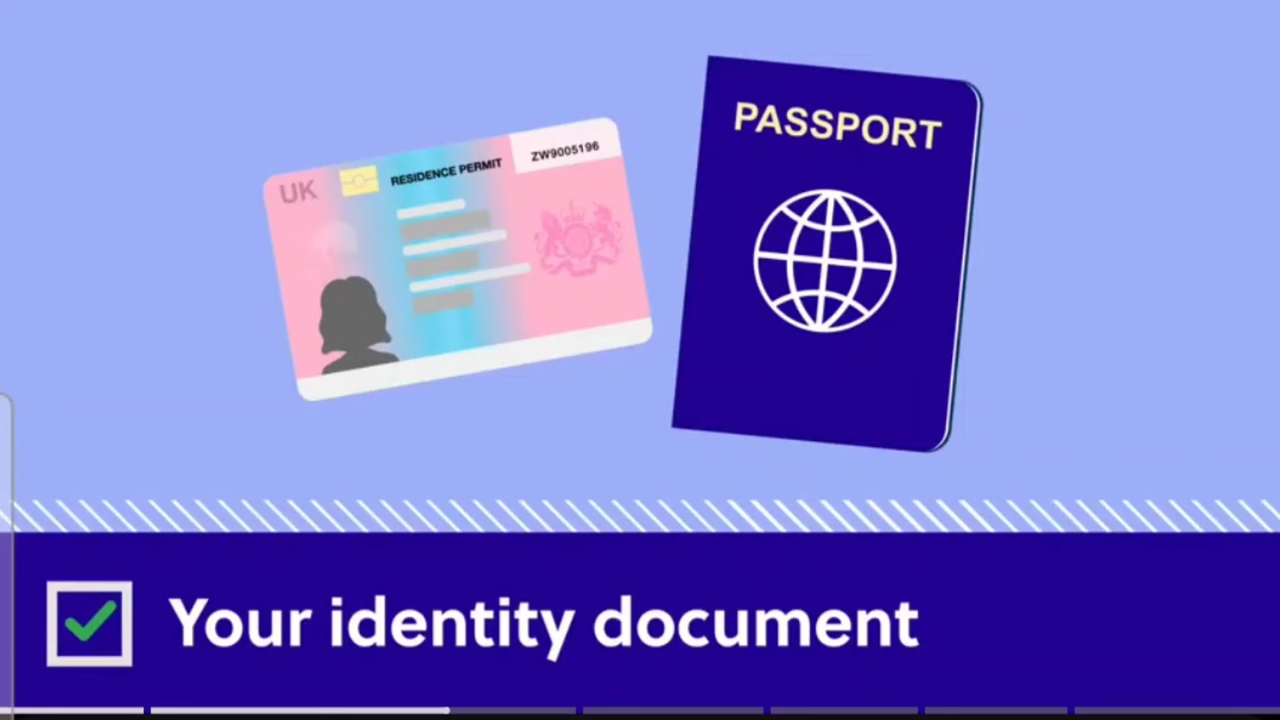 UK
RESIDENCE PERMIT
ZW9005196
PASSPORT
Your identity document